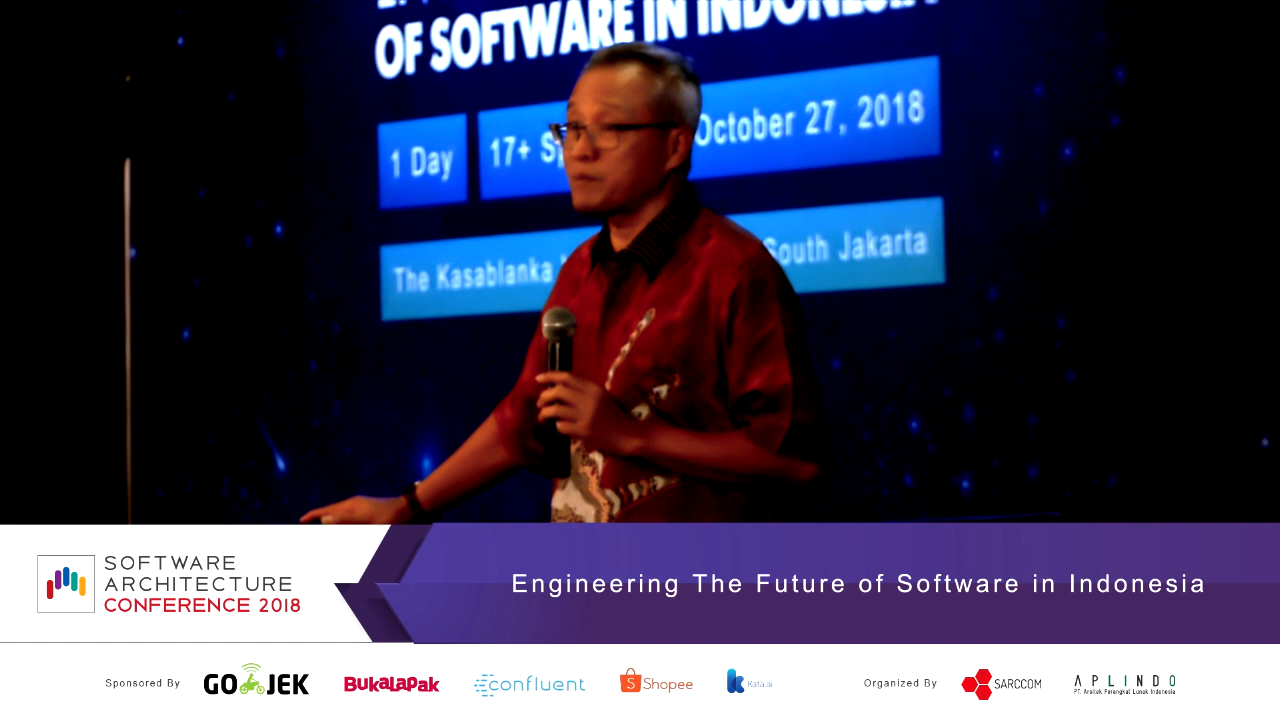 OF SOFTWARE IN INDONESIA
1 Day
17+
October 27, 2018
The Kasablanka
South Jakarta
SOFTWARE
ARCHITECTURE
CONFERENCE 2018
Engineering The Future of Software in Indonesia
Sponsored By
GOJEK
BUKALAPAK
confluent
S
Shopee
Kata.ai
Organized By
SARCCOM
APLINDO
PT. Arsitek Perangkat Lunak Indonesia